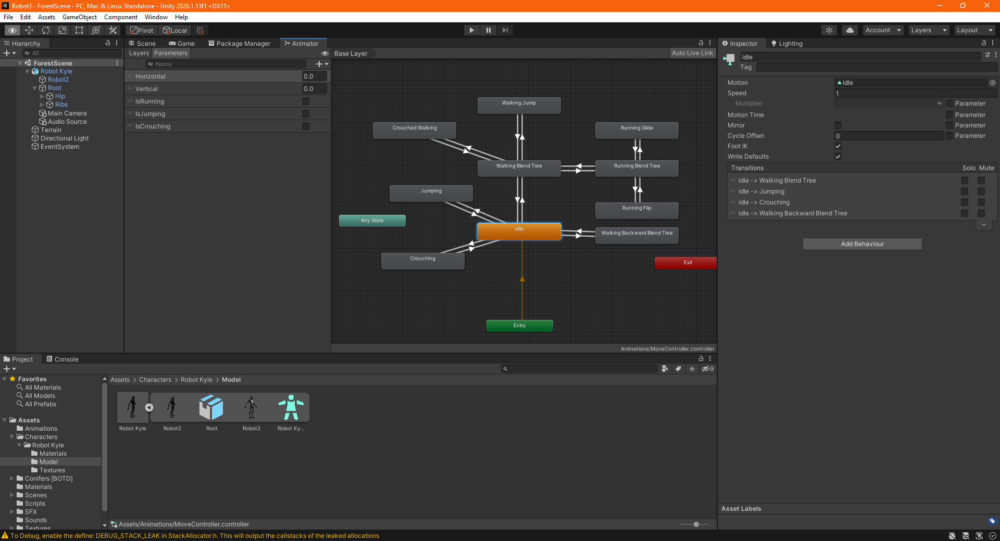 Robot3 - ForestScene - PC, Mac & Linux Standalone - Unity 2020.1.13f1 <DX11>
File Edit Assets GameObject Component Window Help
Pivot Local Account Layers Layout
Hierarchy
All
ForestScene
Robot Kyle
Robot2
Root
Hip
Ribs
Main Camera
Audio Source
Terrain
Directional Light
EventSystem
Scene Game Package Manager Animator
Layers Parameters
Name
Horizontal 0.0
Vertical 0.0
IsRunning
IsJumping
IsCrouching
Base Layer Auto Live Link
Walking Jump
Crouched Walking
Running Slide
Walking Blend Tree
Running Blend Tree
Jumping
Running Flip
Any State
idle
Walking Backward Blend Tree
Crouching
Exit
Entry
Animations/MoveController.controller
Inspector Lighting
idle
Tag
Motion idle
Speed 1
Multiplier Parameter
Motion Time Parameter
Mirror Parameter
Cycle Offset 0 Parameter
Foot IK
Write Defaults
Transitions Solo Mute
idle -> Walking Blend Tree
idle -> Jumping
idle -> Crouching
idle -> Walking Backward Blend Tree
Add Behaviour
Asset Labels
Project Console
9
Favorites
All Materials
All Models
All Prefabs
Assets
Animations
Characters
Robot Kyle
Materials
Model
Textures
Conifers [BOTD]
Materials
Scenes
Scripts
SFX
Sounds
Textures
Assets > Characters > Robot Kyle > Model
Robot Kyle Robot2 Root Robot2 Robot Ky...
Assets/Animations/MoveController.controller
To Debug, enable the define: DEBUG_STACK_LEAK in StackAllocator.h. This will output the callstacks of the leaked allocations